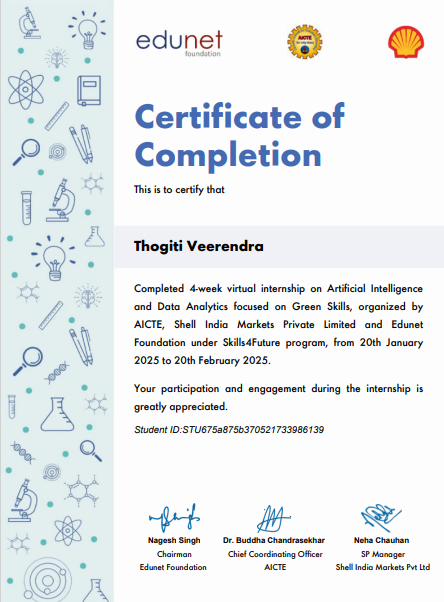 edunet
foundation
AICTE
Certificate of
Completion
This is to certify that
Thogiti Veerendra
Completed 4-week virtual internship on Artificial Intelligence
and Data Analytics focused on Green Skills, organized by
AICTE, Shell India Markets Private Limited and Edunet
Foundation under Skills4Future program, from 20th January
2025 to 20th February 2025.
Your participation and engagement during the internship is
greatly appreciated.
Student ID:STU675a875b370521733986139
Nagesh Singh
Chairman
Edunet Foundation
Dr. Buddha Chandrasekhar
Chief Coordinating Officer
AICTE
Neha Chauhan
SP Manager
Shell India Markets Pvt Ltd